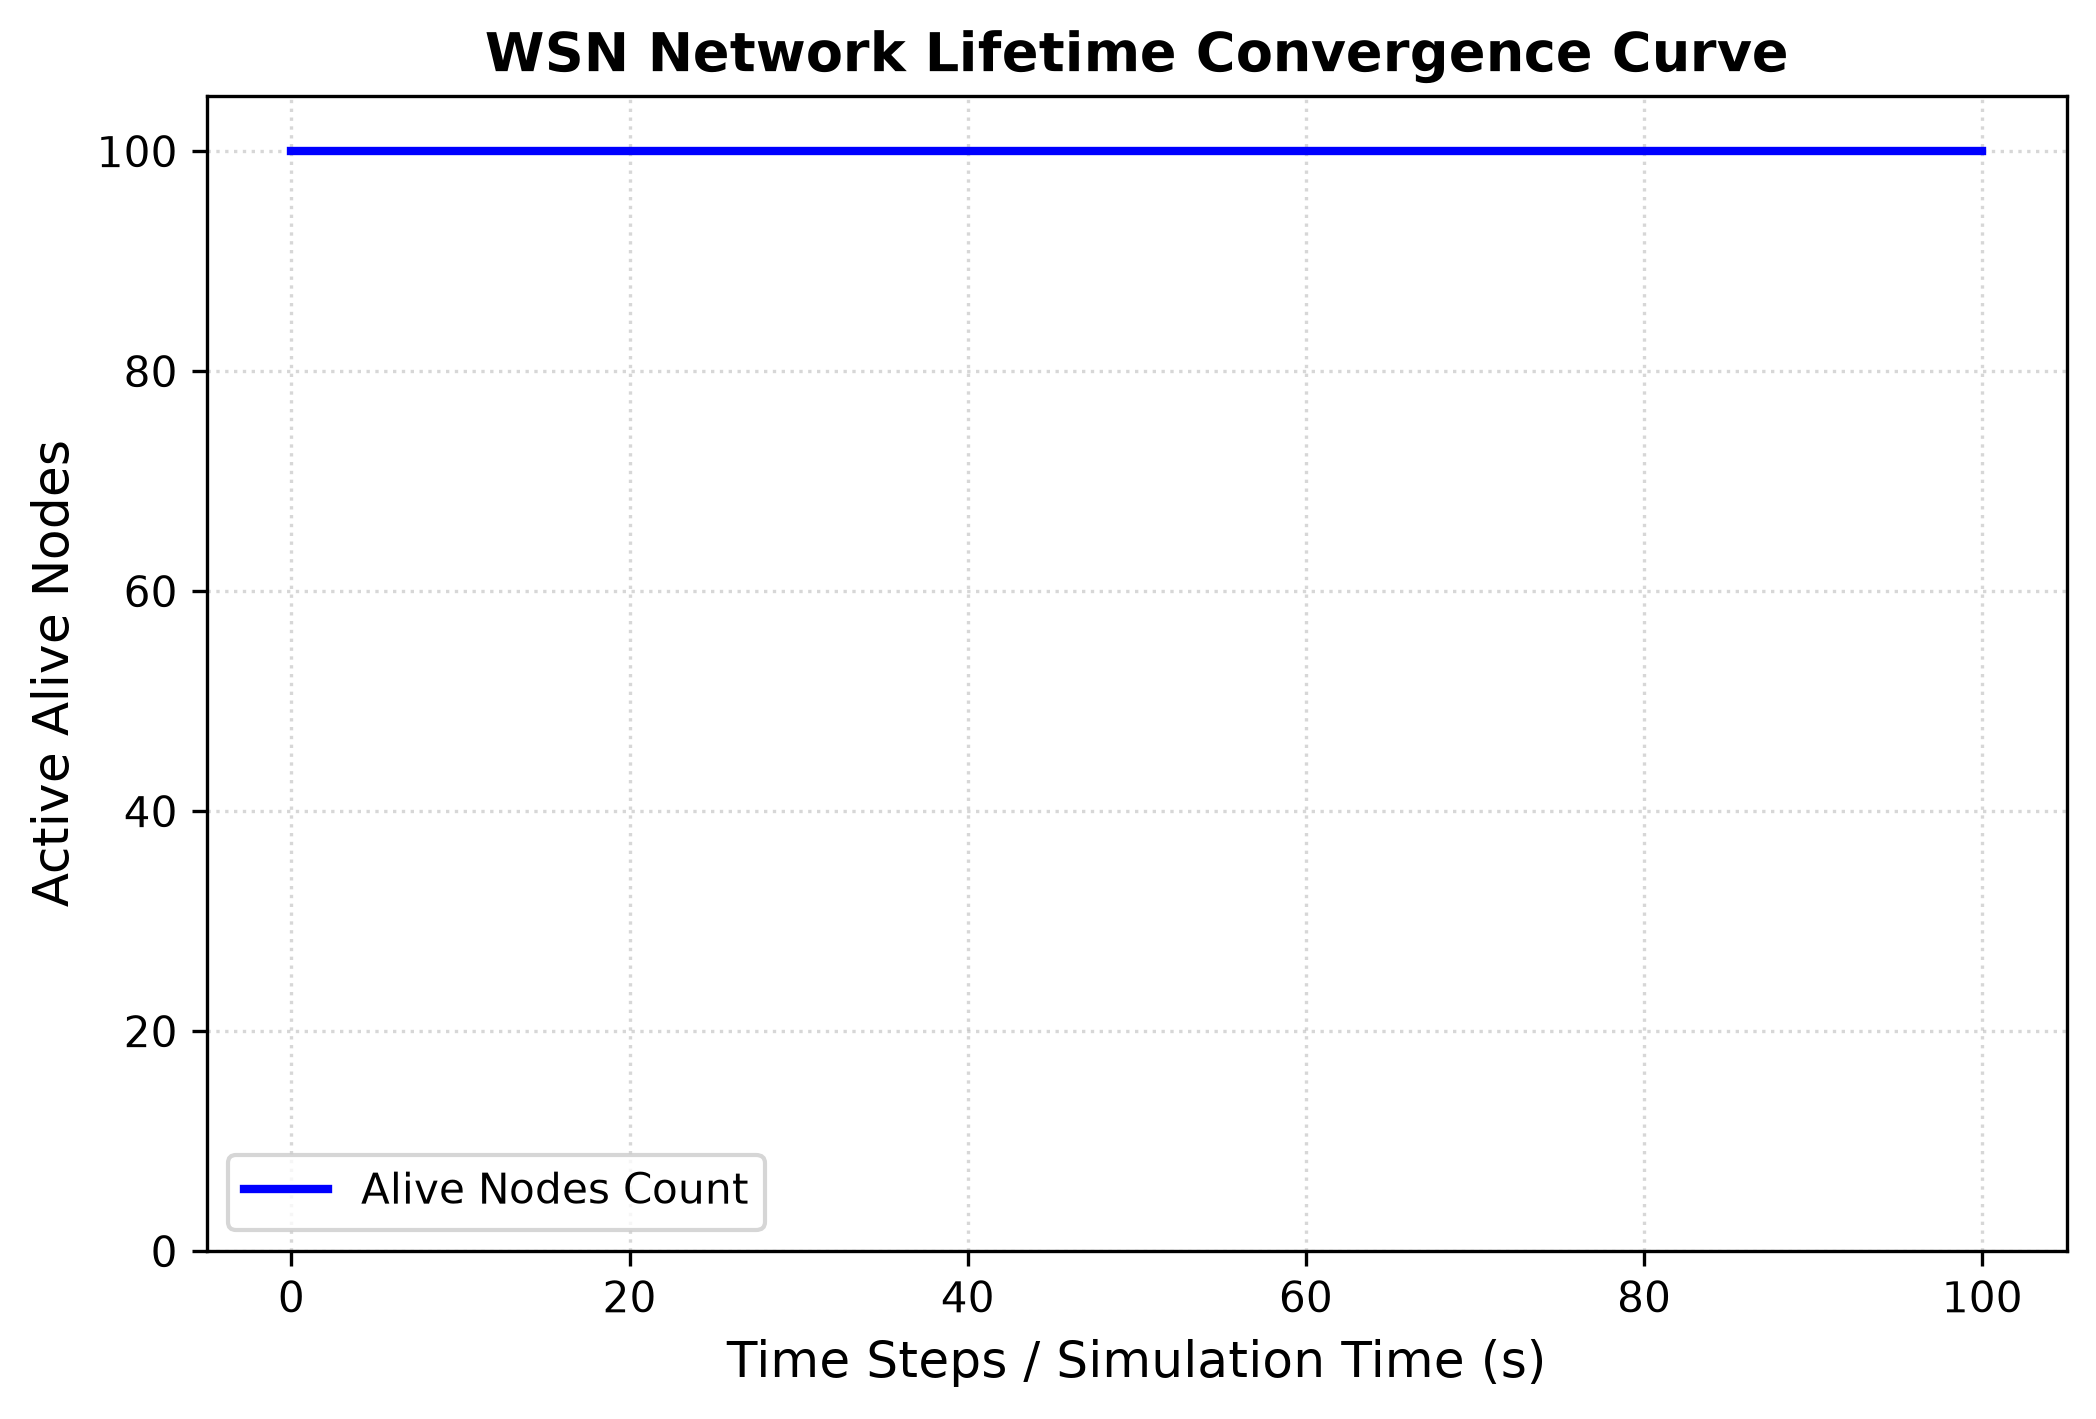 WSN Network Lifetime Convergence Curve
Active Alive Nodes
100
80
60
40
20
0
Alive Nodes Count
0 20 40 60 80 100
Time Steps / Simulation Time (s)